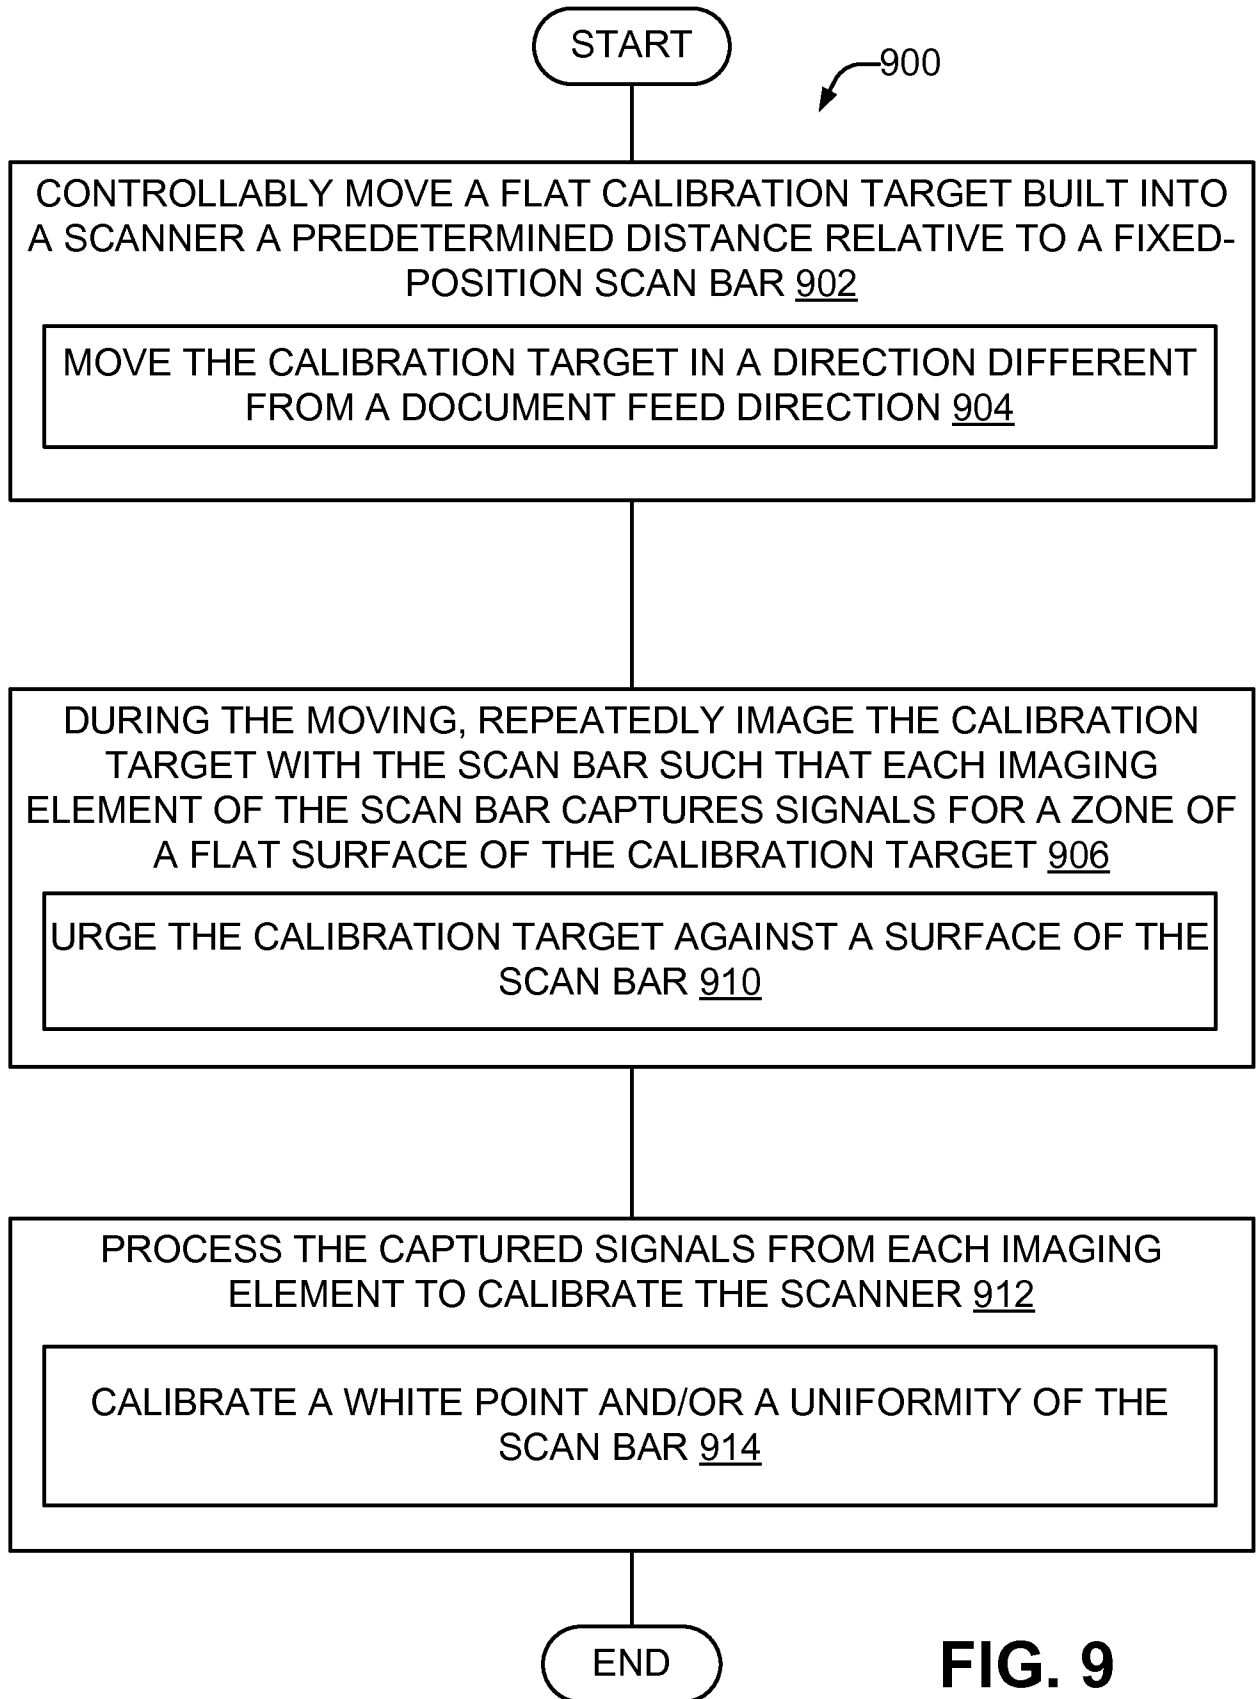 START
900
CONTROLLABLY MOVE A FLAT CALIBRATION TARGET BUILT INTO
A SCANNER A PREDETERMINED DISTANCE RELATIVE TO A FIXED-
POSITION SCAN BAR 902
MOVE THE CALIBRATION TARGET IN A DIRECTION DIFFERENT
FROM A DOCUMENT FEED DIRECTION 904
DURING THE MOVING, REPEATEDLY IMAGE THE CALIBRATION
TARGET WITH THE SCAN BAR SUCH THAT EACH IMAGING
ELEMENT OF THE SCAN BAR CAPTURES SIGNALS FOR A ZONE OF
A FLAT SURFACE OF THE CALIBRATION TARGET 906
URGE THE CALIBRATION TARGET AGAINST A SURFACE OF THE
SCAN BAR 910
PROCESS THE CAPTURED SIGNALS FROM EACH IMAGING
ELEMENT TO CALIBRATE THE SCANNER 912
CALIBRATE A WHITE POINT AND/OR A UNIFORMITY OF THE
SCAN BAR 914
END
FIG. 9